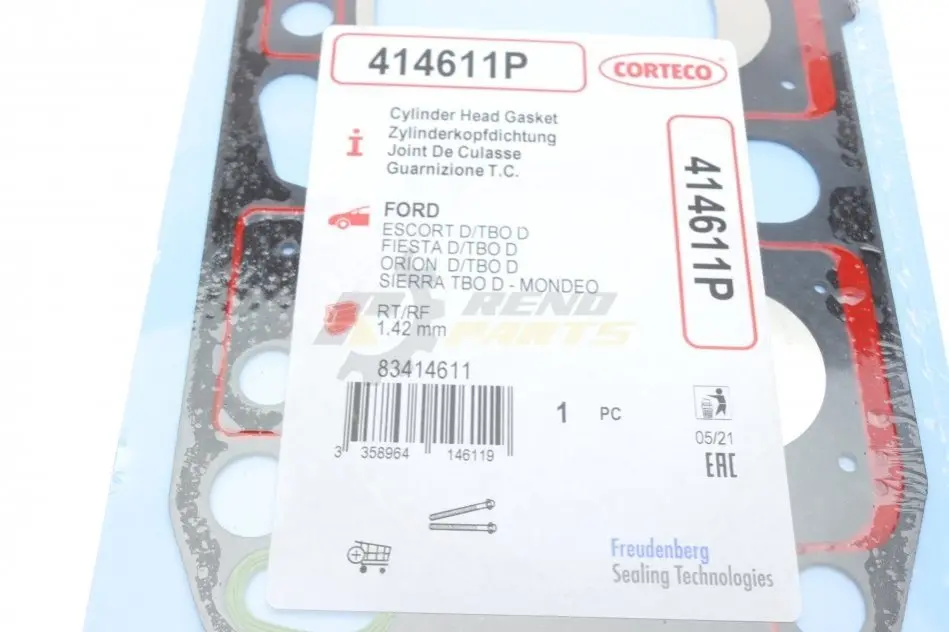 414611P
CORTECO
Cylinder Head Gasket
Zylinderkopfdichtung
Joint De Culasse
Guarnizione T.C.
414611P
FORD
ESCORT D/TBO D
FIESTA D/TBO D
ORION D/TBO D
SIERRA TBO D - MONDEO
RENO
PARTS
RT/RF
1.42 mm
83414611
1 PC
3 358964 146119
05/21
EAC
Freudenberg
Sealing Technologies